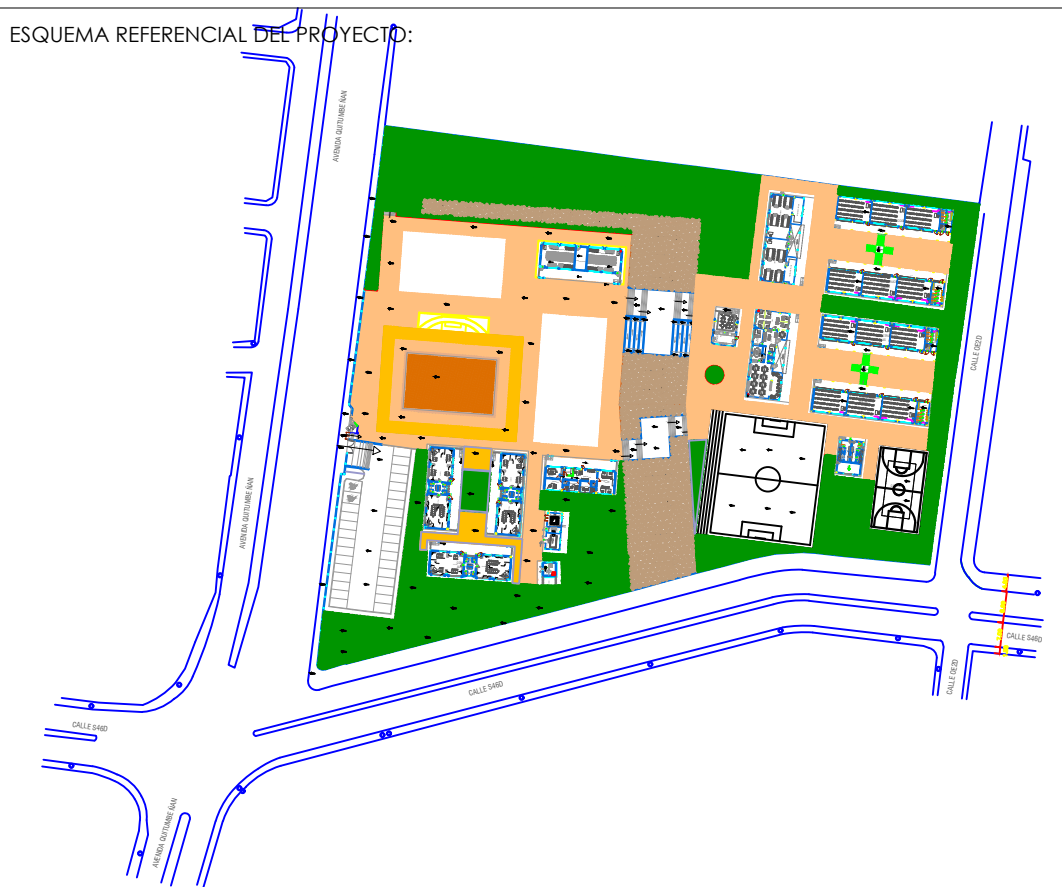 ESQUEMA REFERENCIAL DEL PROYECTO:
AVENIDA QUITUMBE ÑAN
CALLE OE2D
AVENIDA QUITUMBE ÑAN
CALLE S46D
CALLE OE2D
CALLE S46D
CALLE S46D
AVENIDA QUITUMBE ÑAN